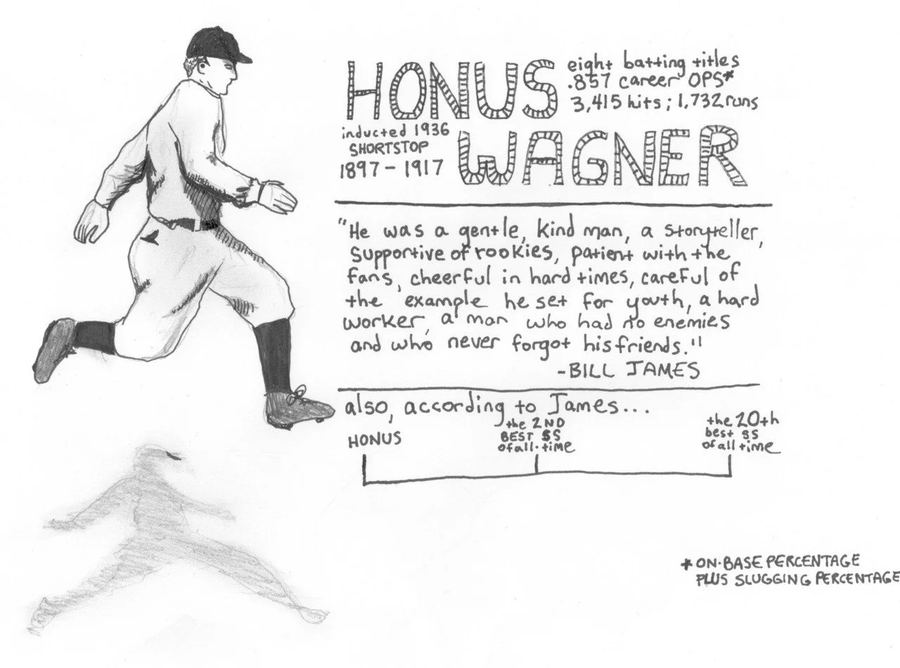 HONUS
WAGNER
eight batting titles
.857 career OPS*
3,415 hits; 1,732 runs
inducted 1936
SHORTSTOP
1897 - 1917
"He was a gentle, kind man, a storyteller,
supportive of rookies, patient with the
fans, cheerful in hard times, careful of
the example he set for youth, a hard
worker, a man who had no enemies
and who never forgot his friends."
-BILL JAMES
also, according to James...
HONUS
the 2ND
BEST SS
of all-time
the 20th
best SS
of all time
* ON-BASE PERCENTAGE
PLUS SLUGGING PERCENTAGE